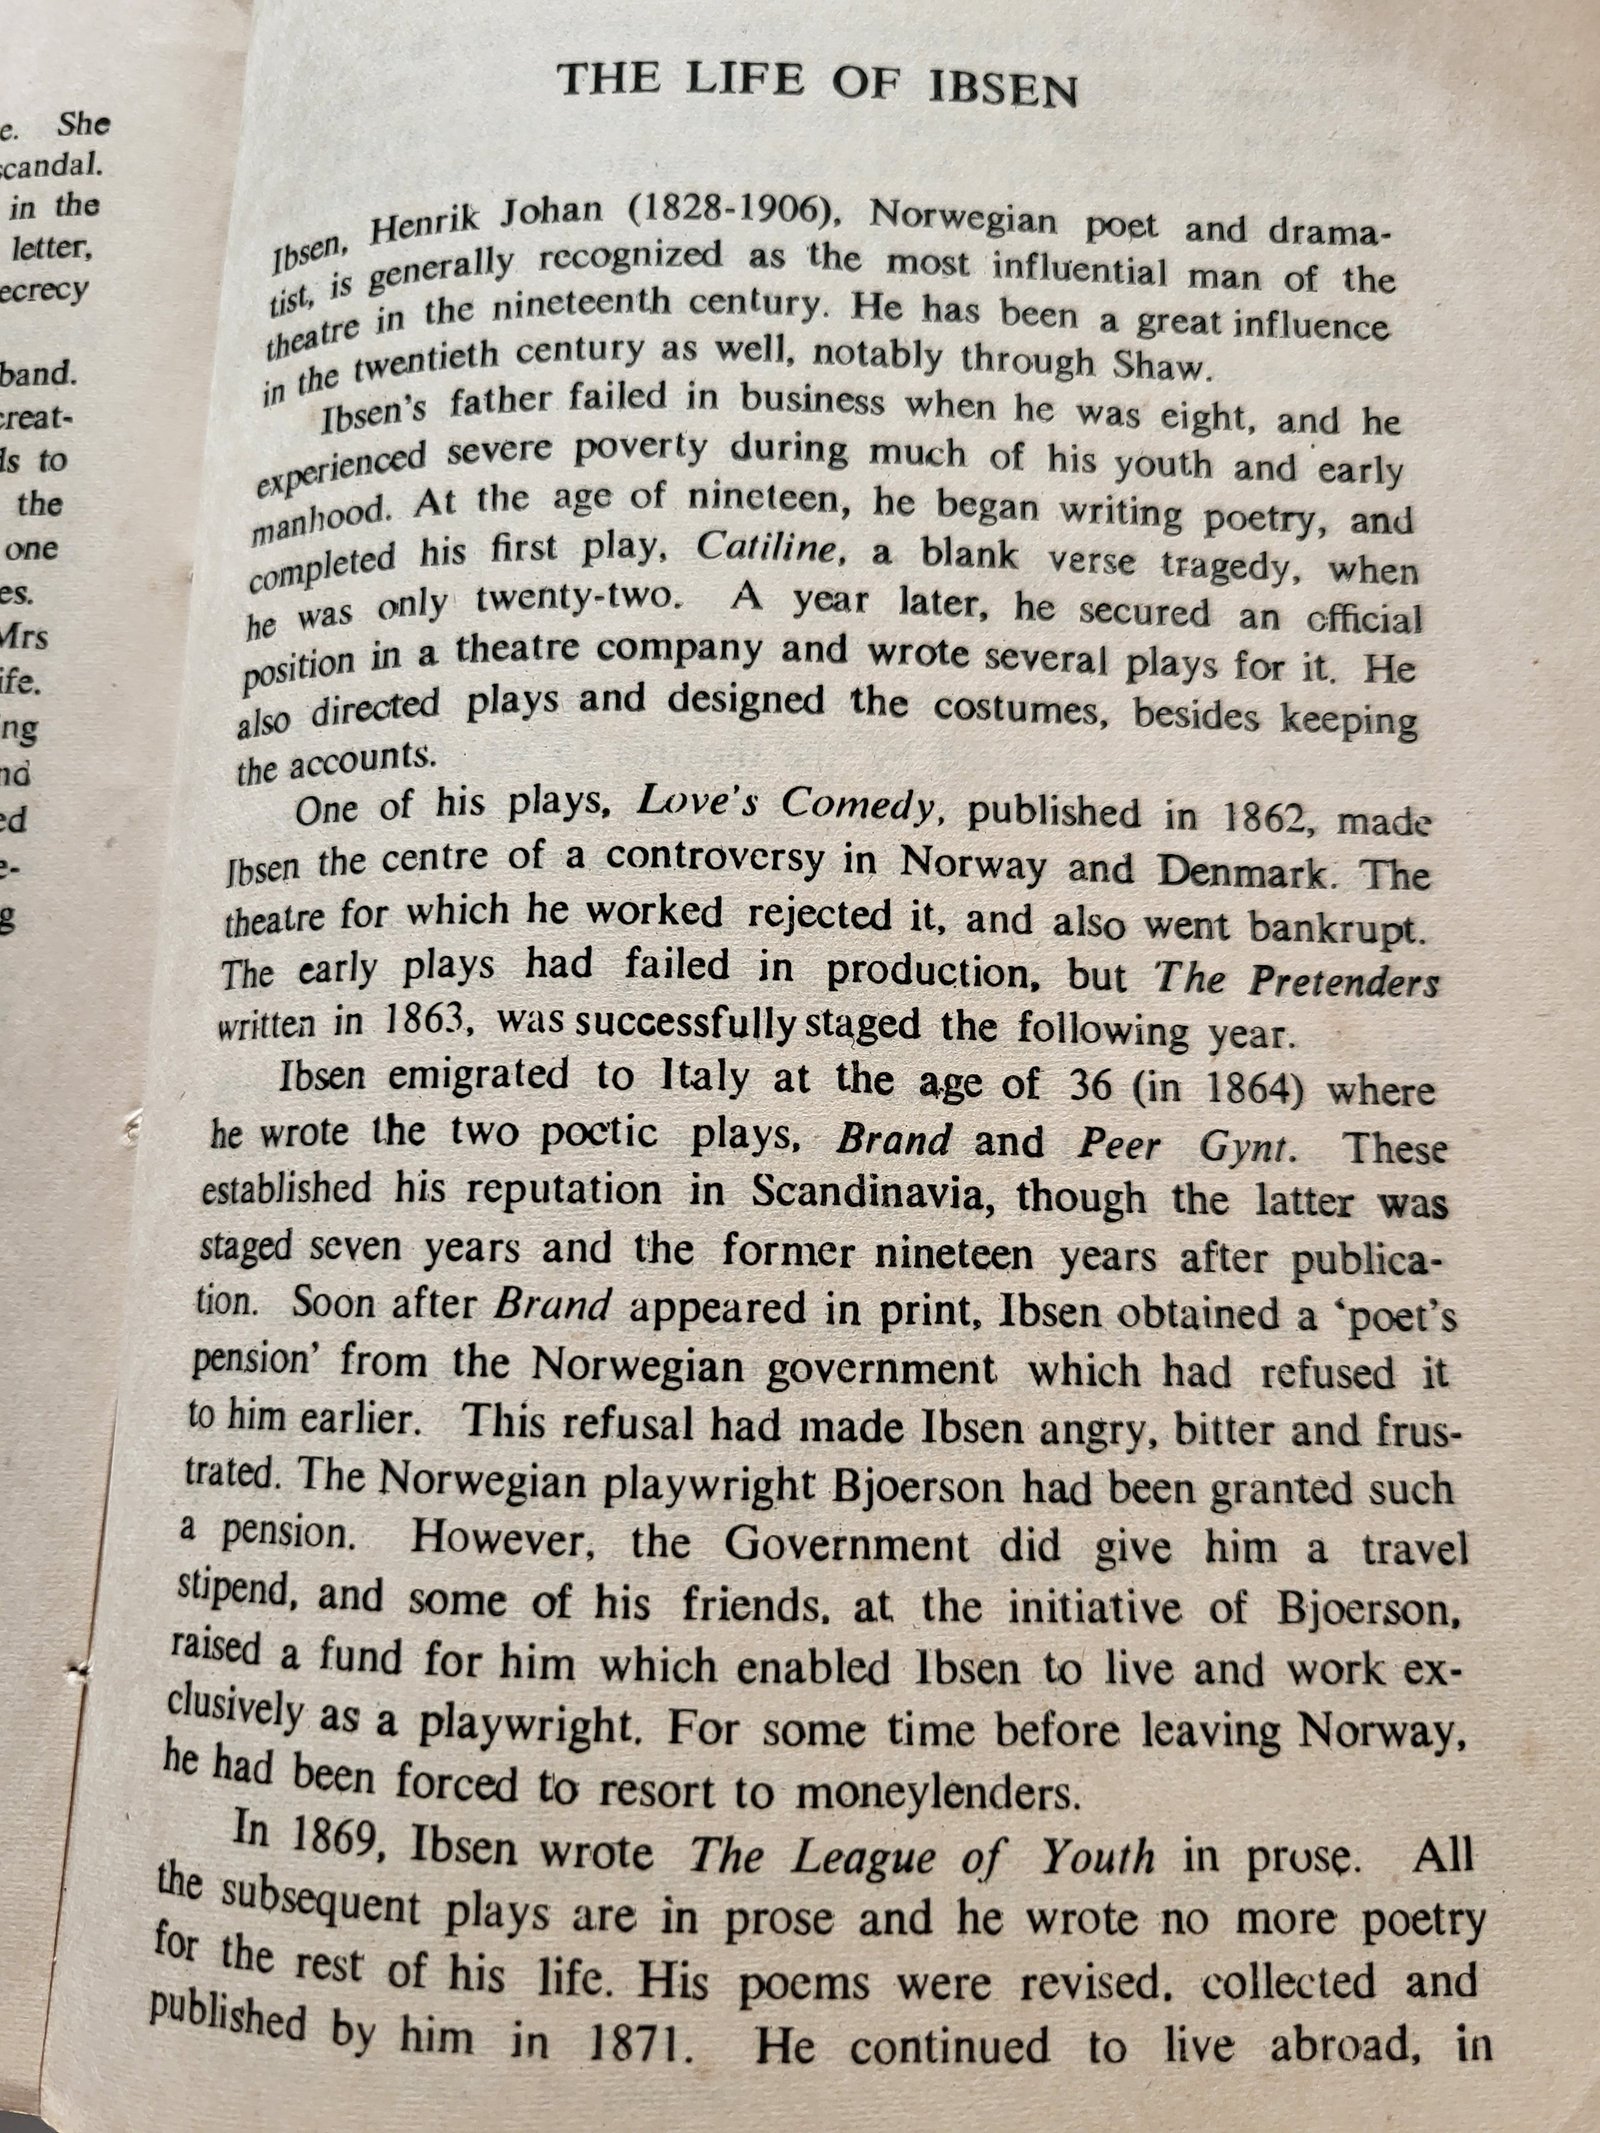 e. She
scandal.
in the
letter,
ecrecy
band.
creat-
ls to
the
one
es.
Mrs
ife.
ng
nd
ed
e-
g
THE LIFE OF IBSEN
Ibsen, Henrik Johan (1828-1906), Norwegian poet and drama-
tist, is generally recognized as the most influential man of the
theatre in the nineteenth century. He has been a great influence
in the twentieth century as well, notably through Shaw.
Ibsen's father failed in business when he was eight, and he
experienced severe poverty during much of his youth and early
manhood. At the age of nineteen, he began writing poetry, and
completed his first play, Catiline, a blank verse tragedy, when
he was only twenty-two. A year later, he secured an official
position in a theatre company and wrote several plays for it. He
also directed plays and designed the costumes, besides keeping
the accounts.
One of his plays, Love's Comedy, published in 1862, made
Ibsen the centre of a controversy in Norway and Denmark. The
theatre for which he worked rejected it, and also went bankrupt.
The early plays had failed in production, but The Pretenders
written in 1863, was successfully staged the following year.
Ibsen emigrated to Italy at the age of 36 (in 1864) where
he wrote the two poetic plays, Brand and Peer Gynt. These
established his reputation in Scandinavia, though the latter was
staged seven years and the former nineteen years after publica-
tion. Soon after Brand appeared in print, Ibsen obtained a 'poet's
pension' from the Norwegian government which had refused it
to him earlier. This refusal had made Ibsen angry, bitter and frus-
trated. The Norwegian playwright Bjoerson had been granted such
a pension. However, the Government did give him a travel
stipend, and some of his friends, at the initiative of Bjoerson,
raised a fund for him which enabled Ibsen to live and work ex-
clusively as a playwright. For some time before leaving Norway,
he had been forced to resort to moneylenders.
In 1869, Ibsen wrote The League of Youth in prose. All
the subsequent plays are in prose and he wrote no more poetry
for the rest of his life. His poems were revised, collected and
published by him in 1871. He continued to live abroad, in